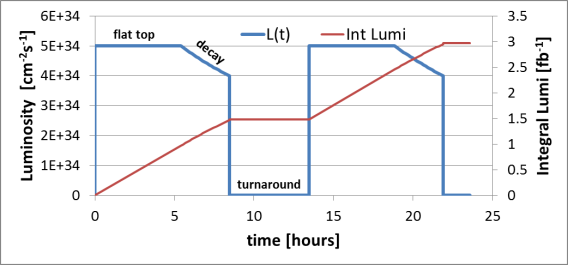 6E+34
5E+34
4E+34
3E+34
2E+34
1E+34
0
Luminosity [cm-2s-1]
flat top
decay
turnaround
L(t)
Int Lumi
3.5
3
2.5
2
1.5
1
0.5
0
Integral Lumi [fb-1]
0 5 10 15 20 25
time [hours]